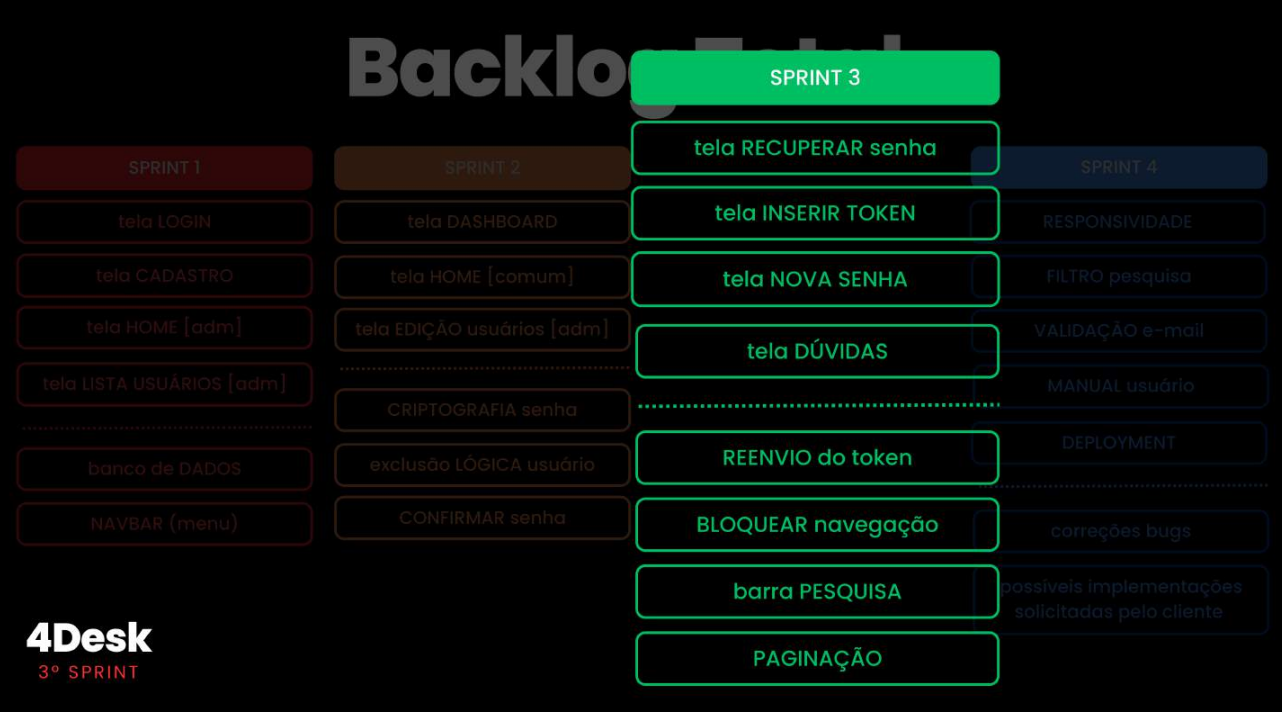 Backlog Total
SPRINT 1
tela LOGIN
tela CADASTRO
tela HOME [adm]
tela LISTA USUÁRIOS [adm]
banco de DADOS
NAVBAR (menu)
SPRINT 2
tela DASHBOARD
tela HOME [comum]
tela EDIÇÃO usuários [adm]
CRIPTOGRAFIA senha
exclusão LÓGICA usuário
CONFIRMAR senha
SPRINT 3
tela RECUPERAR senha
tela INSERIR TOKEN
tela NOVA SENHA
tela DÚVIDAS
REENVIO do token
BLOQUEAR navegação
barra PESQUISA
PAGINAÇÃO
SPRINT 4
RESPONSIVIDADE
FILTRO pesquisa
VALIDAÇÃO e-mail
MANUAL usuário
DEPLOYMENT
correções bugs
possíveis implementações
solicitadas pelo cliente
4Desk
3º SPRINT